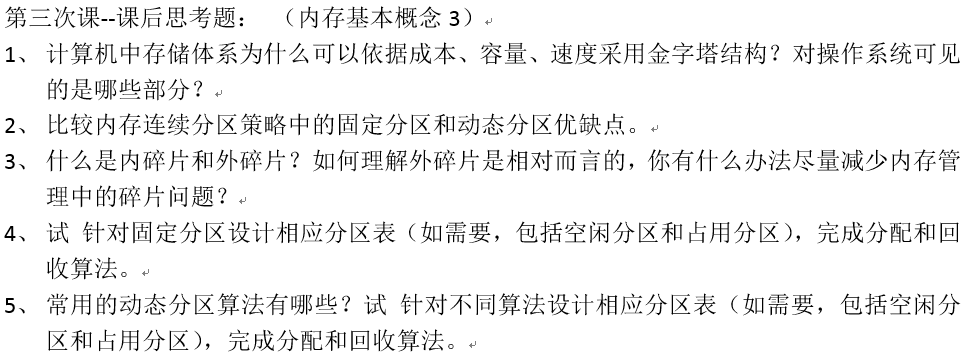 第三次课--课后思考题： （内存基本概念 3）
1、 计算机中存储体系为什么可以依据成本、容量、速度采用金字塔结构？对操作系统可见
的是哪些部分？
2、 比较内存连续分区策略中的固定分区和动态分区优缺点。
3、 什么是内碎片和外碎片？如何理解外碎片是相对而言的，你有什么办法尽量减少内存管
理中的碎片问题？
4、 试 针对固定分区设计相应分区表（如需要，包括空闲分区和占用分区），完成分配和回
收算法。
5、 常用的动态分区算法有哪些？试 针对不同算法设计相应分区表（如需要，包括空闲分
区和占用分区），完成分配和回收算法。